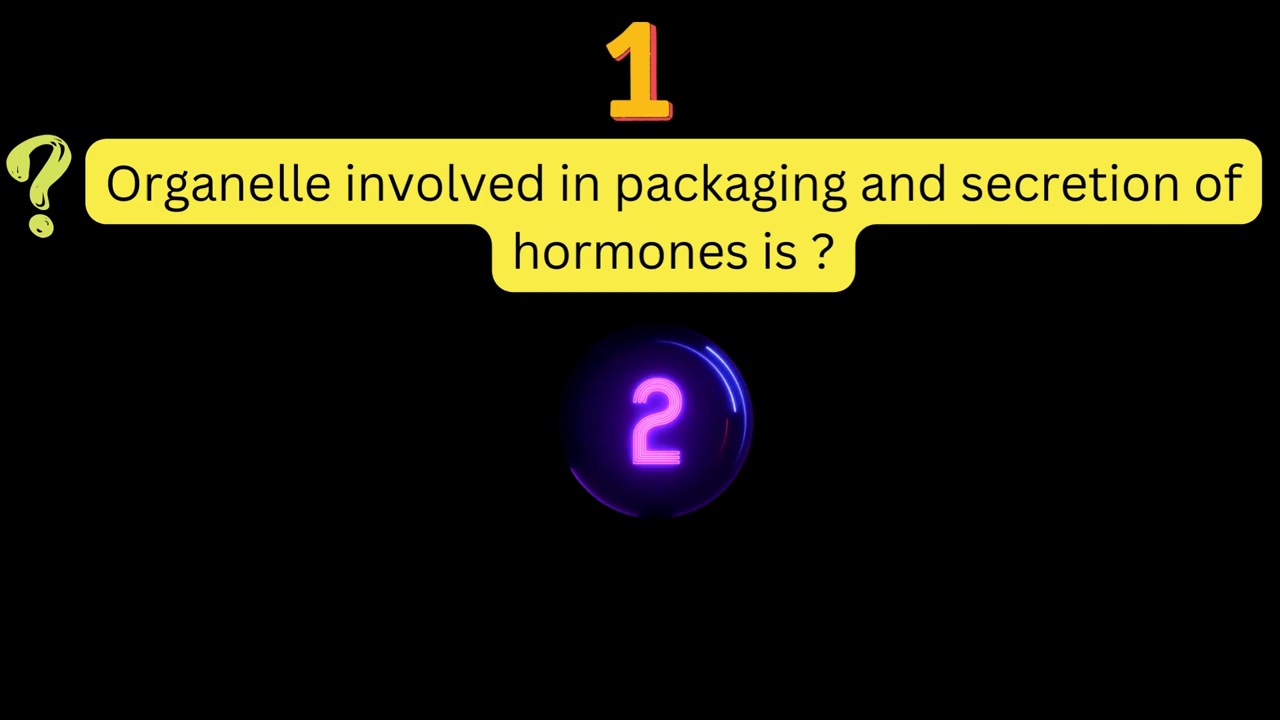 1
? Organelle involved in packaging and secretion of
hormones is ?
2